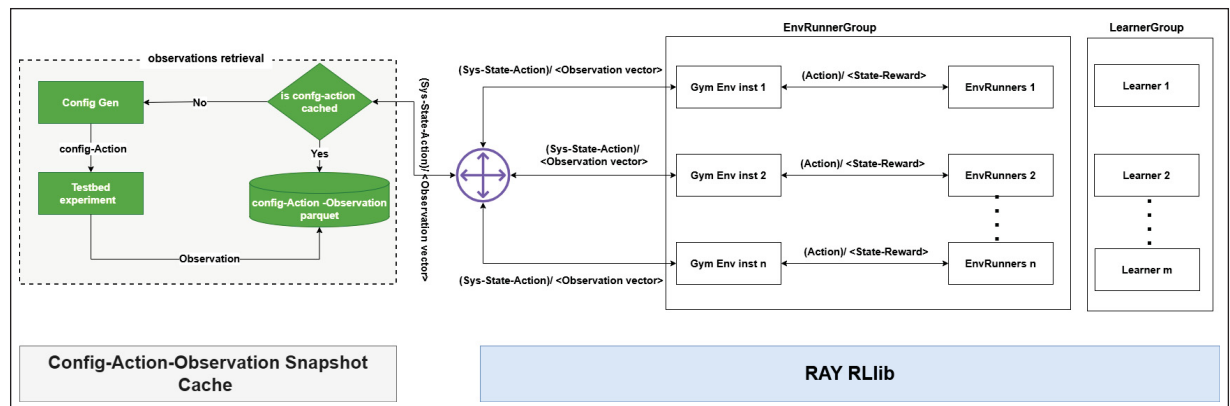 observations retrieval
Config Gen
No
is confg-action
cached
config-Action
Yes
Testbed
experiment
config-Action -Observation
parquet
Observation
(Sys-State-Action)/ <Observation vector>
(Sys-State-Action)/ <Observation vector>
(Sys-State-Action)/
<Observation vector>
(Sys-State-Action)/ <Observation vector>
EnvRunnerGroup
Gym Env inst 1
(Action)/ <State-Reward>
EnvRunners 1
Gym Env inst 2
(Action)/ <State-Reward>
EnvRunners 2
Gym Env inst n
(Action)/ <State-Reward>
EnvRunners n
LearnerGroup
Learner 1
Learner 2
Learner m
Config-Action-Observation Snapshot
Cache
RAY RLlib